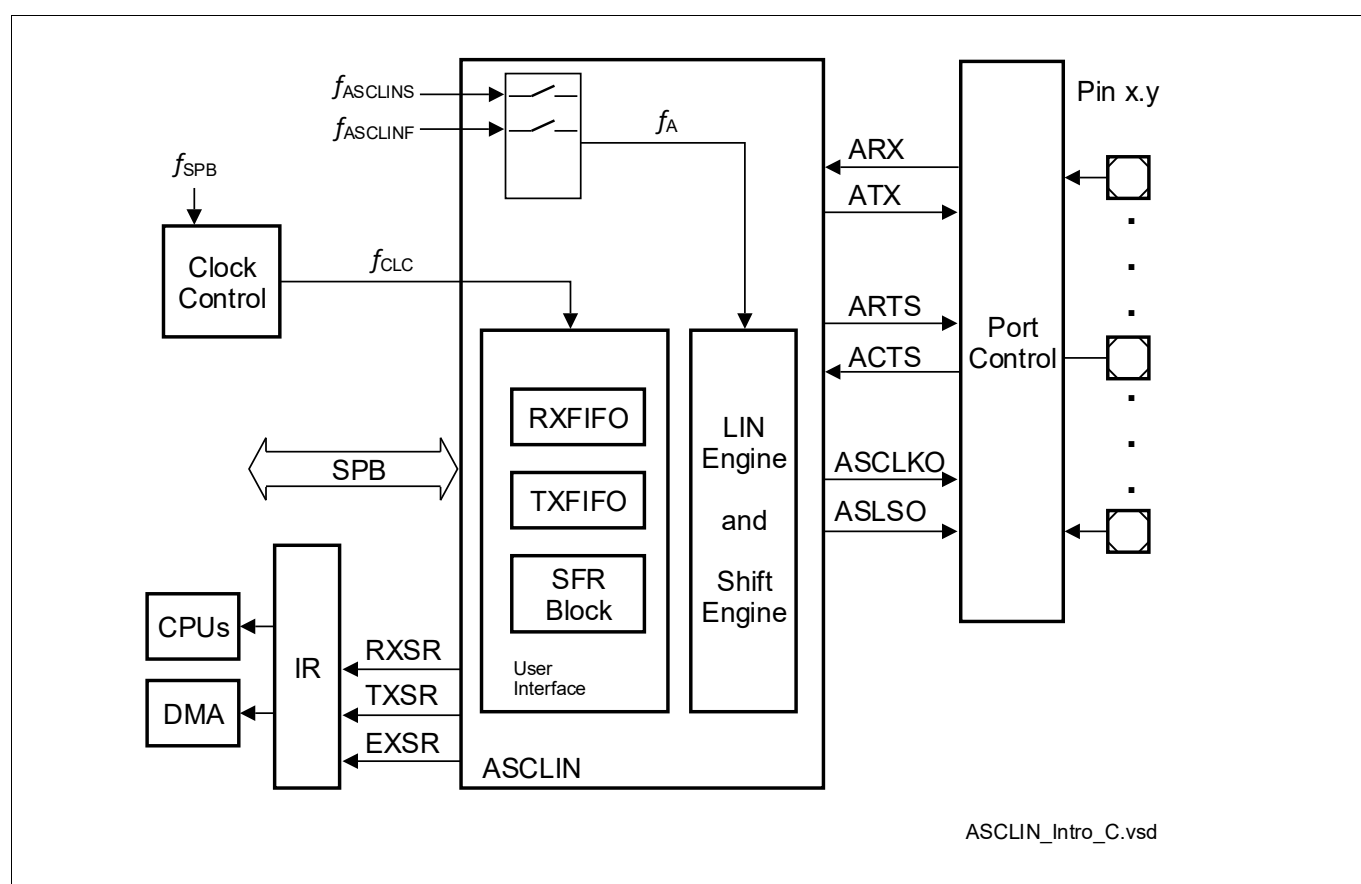 fASCLINS
fASCLINF
fA
fSPB
Clock
Control
fCLC
SPB
RXFIFO
TXFIFO
SFR
Block
User
Interface
LIN
Engine
and
Shift
Engine
ASCLIN
CPUs
DMA
IR
RXSR
TXSR
EXSR
ARX
ATX
ARTS
ACTS
ASCLKO
ASLSO
Port
Control
Pin x.y
ASCLIN_Intro_C.vsd